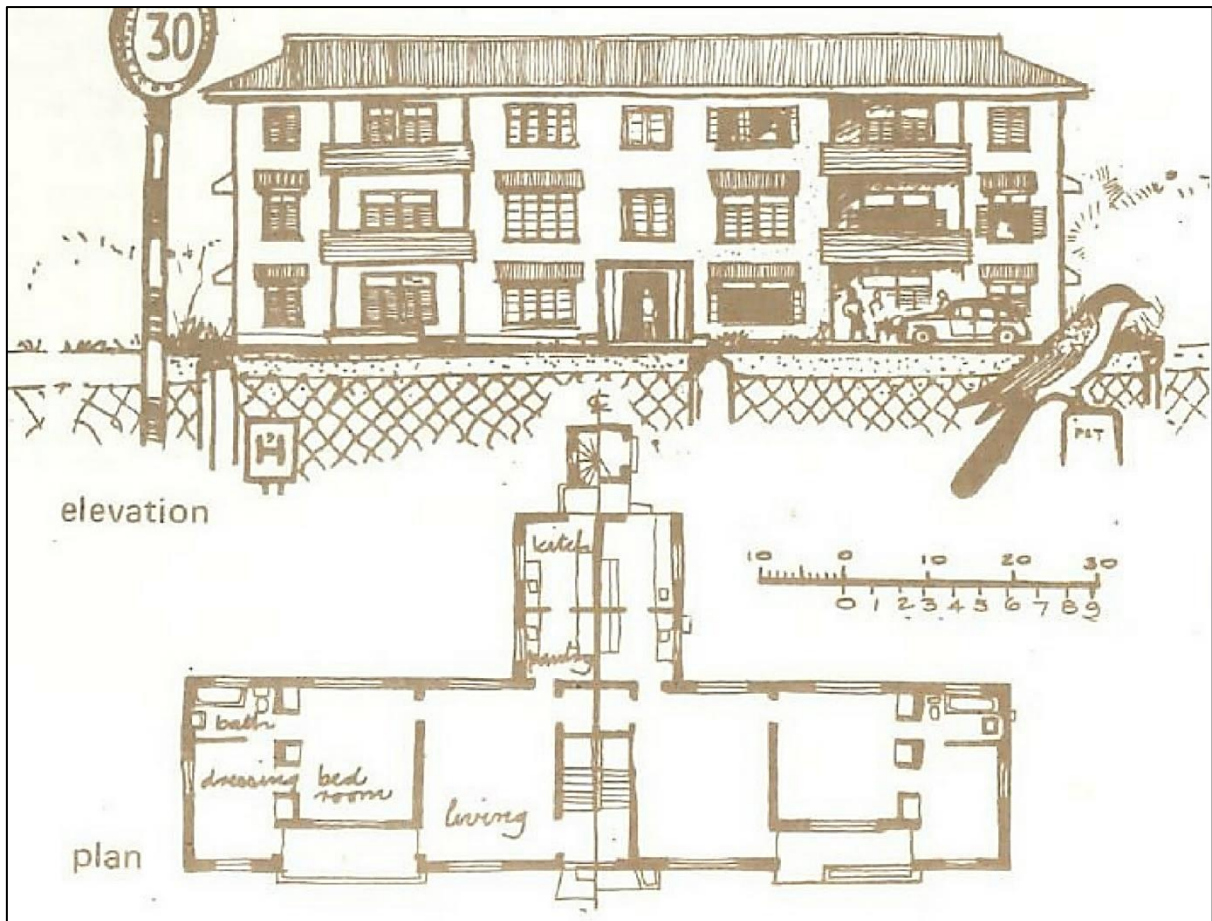 30
H
P&T
elevation
℄
10 0 10 20 30
0 1 2 3 4 5 6 7 8 9
kitch
pantry
bath
dressing bed
room
living
plan